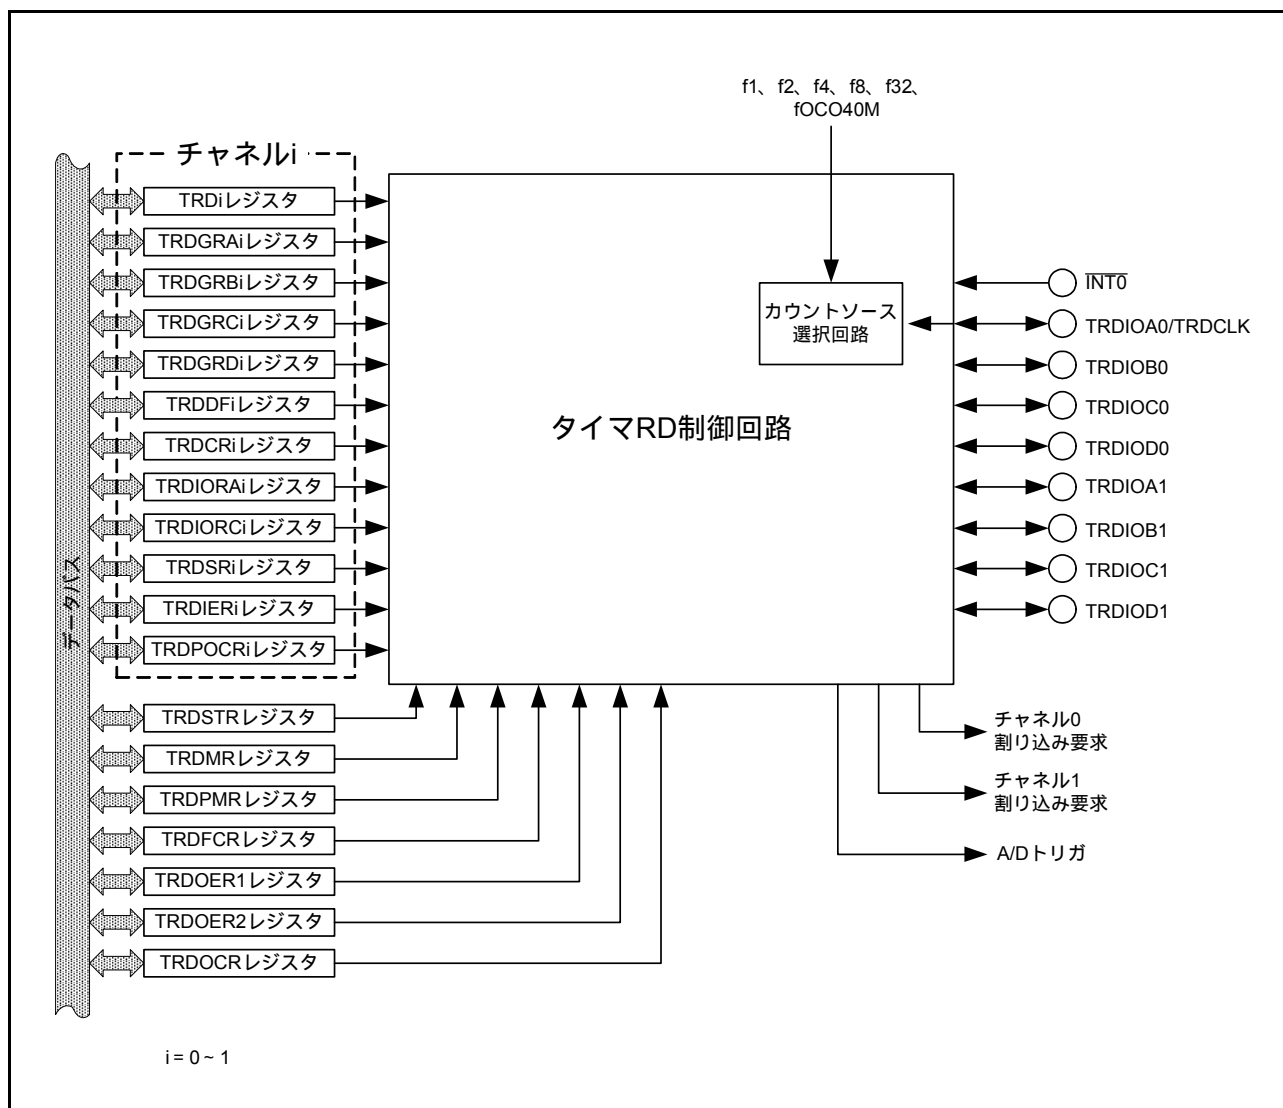 f1、f2、f4、f8、f32、
fOCO40M
チャネルi
TRDiレジスタ
TRDGRAiレジスタ
TRDGRBiレジスタ
TRDGRCiレジスタ
TRDGRDiレジスタ
TRDDFiレジスタ
TRDCRiレジスタ
TRDIORAiレジスタ
TRDIORCiレジスタ
TRDSRiレジスタ
TRDIERiレジスタ
TRDPOCRiレジスタ
データバス
カウントソース
選択回路
タイマRD制御回路
INT0
TRDIOA0/TRDCLK
TRDIOB0
TRDIOC0
TRDIOD0
TRDIOA1
TRDIOB1
TRDIOC1
TRDIOD1
TRDSTRレジスタ
TRDMRレジスタ
TRDPMRレジスタ
TRDFCRレジスタ
TRDOER1レジスタ
TRDOER2レジスタ
TRDOCRレジスタ
チャネル0
割り込み要求
チャネル1
割り込み要求
A/Dトリガ
i = 0 ~ 1